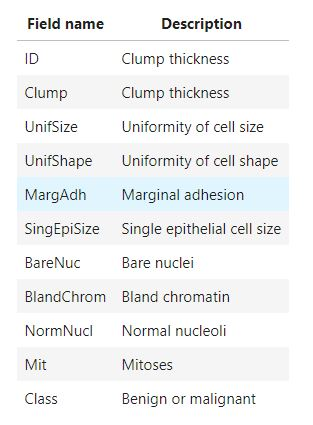 Field name Description
ID Clump thickness
Clump Clump thickness
UnifSize Uniformity of cell size
UnifShape Uniformity of cell shape
MargAdh Marginal adhesion
SingEpiSize Single epithelial cell size
BareNuc Bare nuclei
BlandChrom Bland chromatin
NormNucl Normal nucleoli
Mit Mitoses
Class Benign or malignant